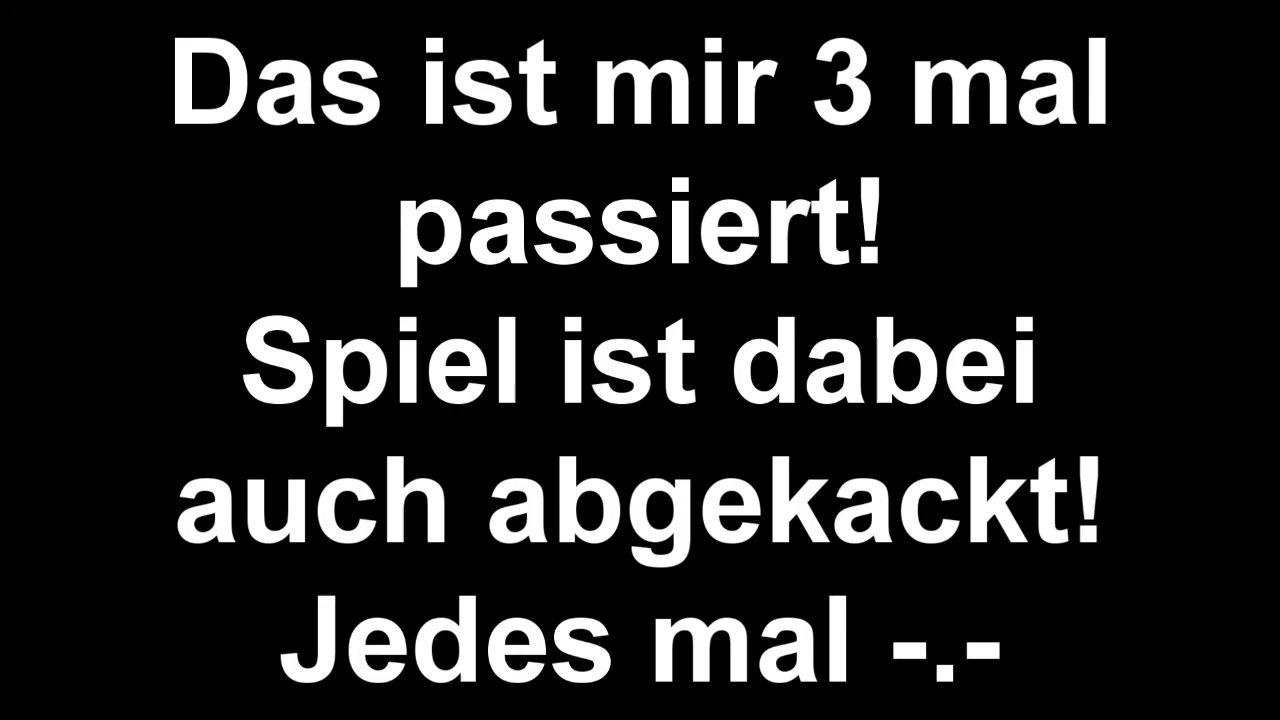 Das ist mir 3 mal
passiert!
Spiel ist dabei
auch abgekackt!
Jedes mal -.-